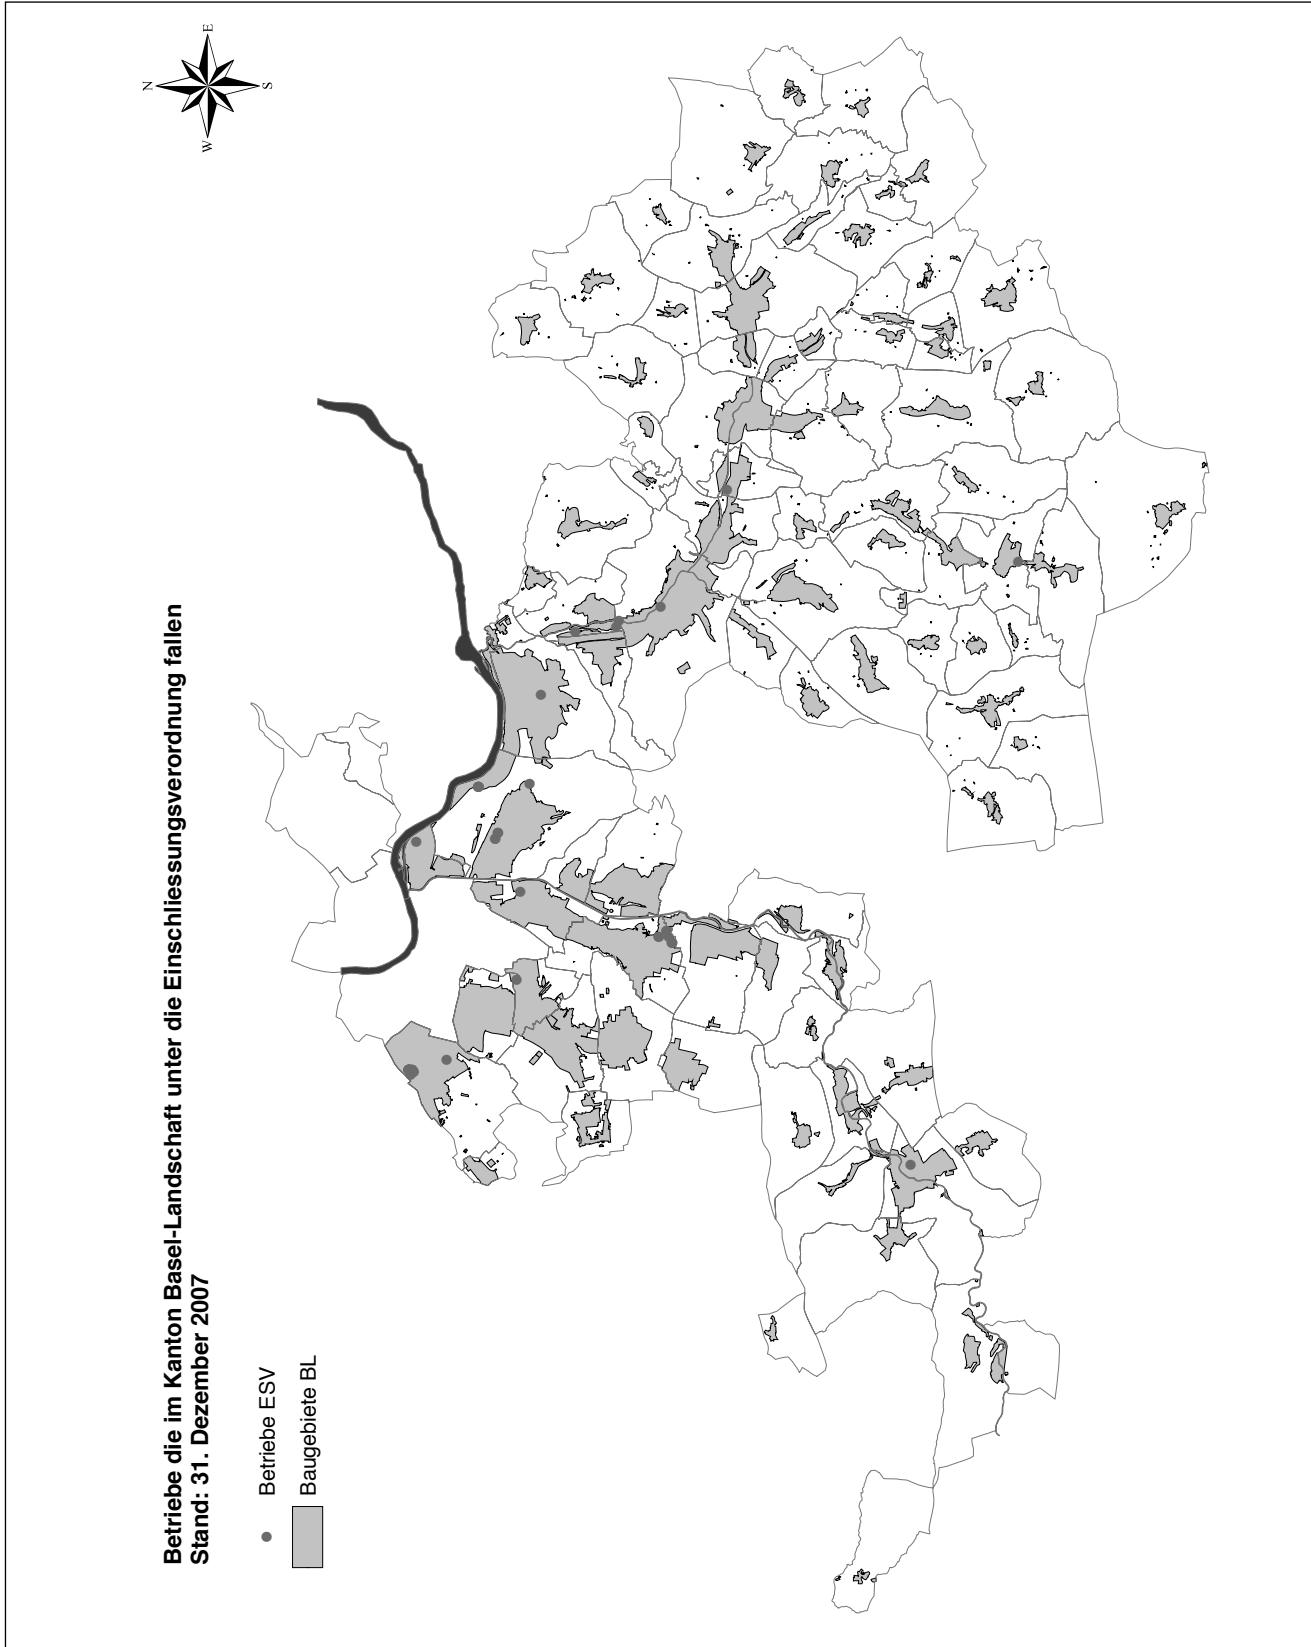 Betriebe die im Kanton Basel-Landschaft unter die Einschliessungsverordnung fallen
Stand: 31. Dezember 2007
Betriebe ESV
Baugebiete BL
N
E
S
W